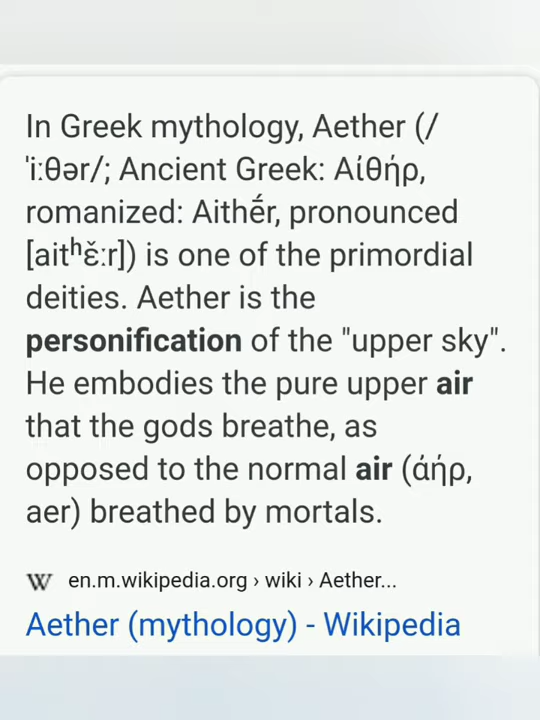 In Greek mythology, Aether (/
ˈiːθər/; Ancient Greek: Αἰθήρ,
romanized: Aithḗr, pronounced
[aitʰɛ̌ːr]) is one of the primordial
deities. Aether is the
personification of the "upper sky".
He embodies the pure upper air
that the gods breathe, as
opposed to the normal air (ἀήρ,
aer) breathed by mortals.
W en.m.wikipedia.org › wiki › Aether...
Aether (mythology) - Wikipedia